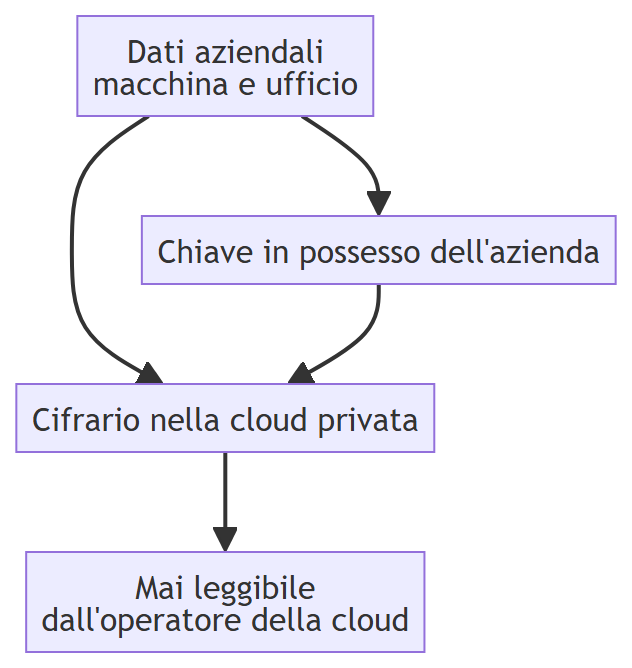 Dati aziendali
macchina e ufficio
Chiave in possesso dell'azienda
Cifrario nella cloud privata
Mai leggibile
dall'operatore della cloud